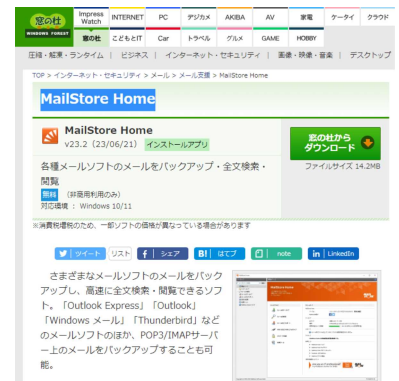 窓の杜
WINDOWS FOREST
Impress Watch INTERNET PC デジカメ AKIBA AV 家電 ケータイ クラウド
窓の杜 こどもとIT Car トラベル グルメ GAME HOBBY
圧縮・解凍・ランタイム | ビジネス | インターネット・セキュリティ | 画像・映像・音楽 | デスクトップ
TOP > インターネット・セキュリティ > メール > メール支援 > MailStore Home
MailStore Home
MailStore Home
v23.2 (23/06/21) インストールアプリ
窓の杜から
ダウンロード
ファイルサイズ 14.2MB
各種メールソフトのメールをバックアップ・全文検索・
閲覧
無料 (非商用利用のみ)
対応環境 : Windows 10/11
※消費税増税のため、一部ソフトの価格が異なっている場合があります
ツイート リスト シェア B! はてブ note in LinkedIn
さまざまなメールソフトのメールをバック
アップし、高速に全文検索・閲覧できるソフ
ト。「Outlook Express」「Outlook」
「Windows メール」「Thunderbird」など
のメールソフトのほか、POP3/IMAPサーバ
ー上のメールをバックアップすることも可
能。